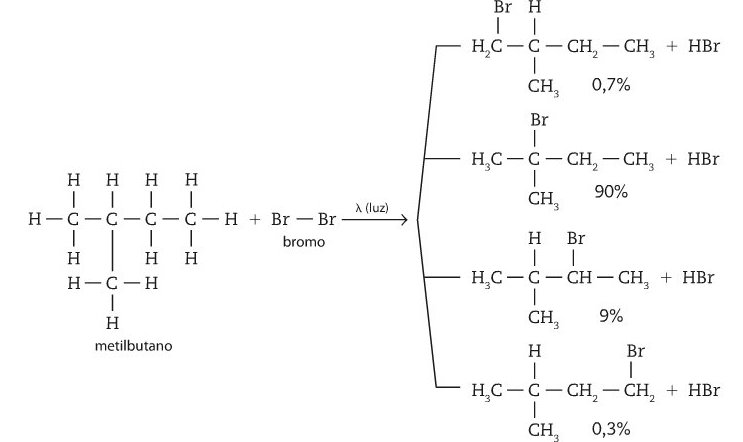 Br H
H₂C — C — CH₂ — CH₃ + HBr
CH₃ 0,7%
Br
H₃C — C — CH₂ — CH₃ + HBr
CH₃ 90%
H H H H
H — C — C — C — C — H + Br — Br λ (luz)
bromo
H H H
H — C — H
H
metilbutano
H Br
H₃C — C — CH — CH₃ + HBr
CH₃ 9%
H Br
H₃C — C — CH₂ — CH₂ + HBr
CH₃ 0,3%